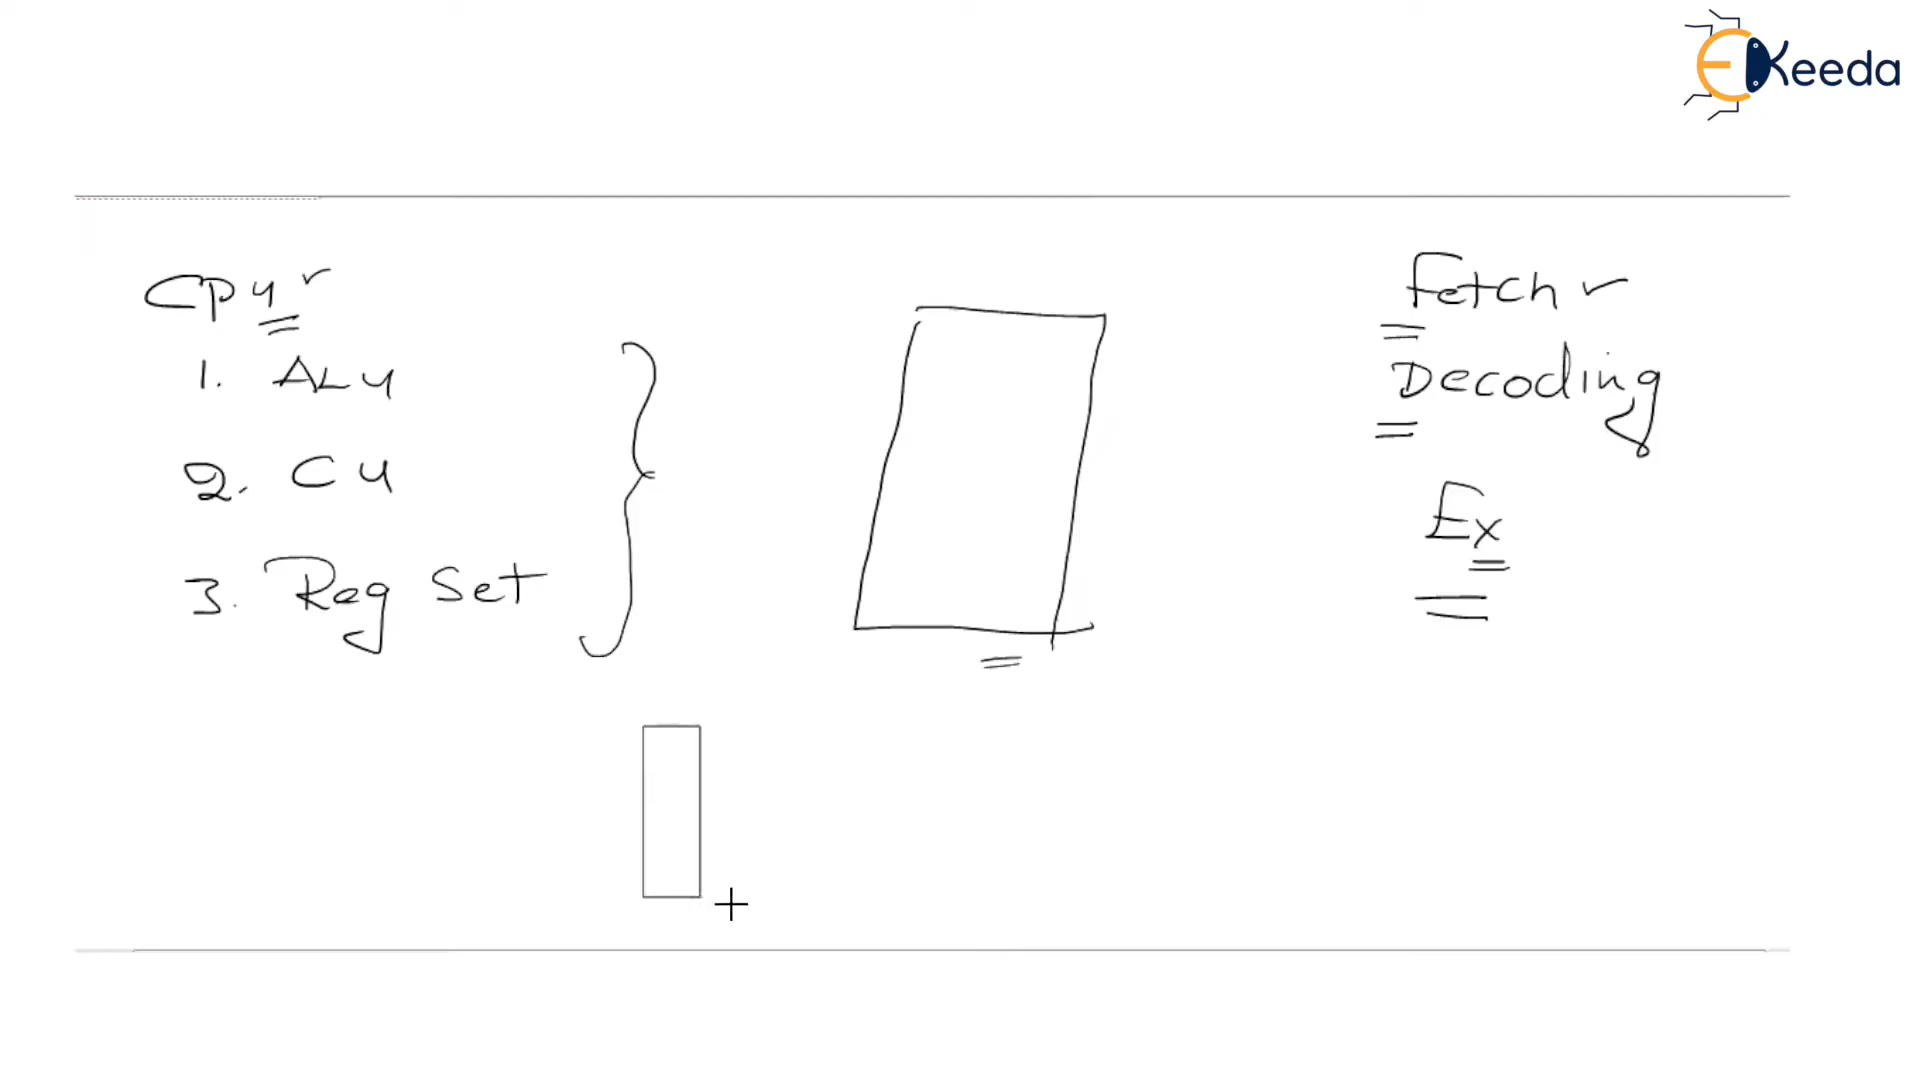 EKeeda
CPU
1. ALU
2. CU
3. Reg Set
Fetch
Decoding
Ex